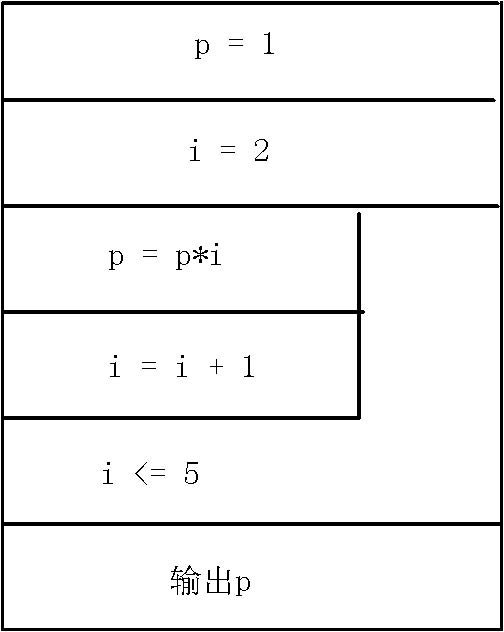 p = 1
i = 2
p = p*i
i = i + 1
i <= 5
输出p